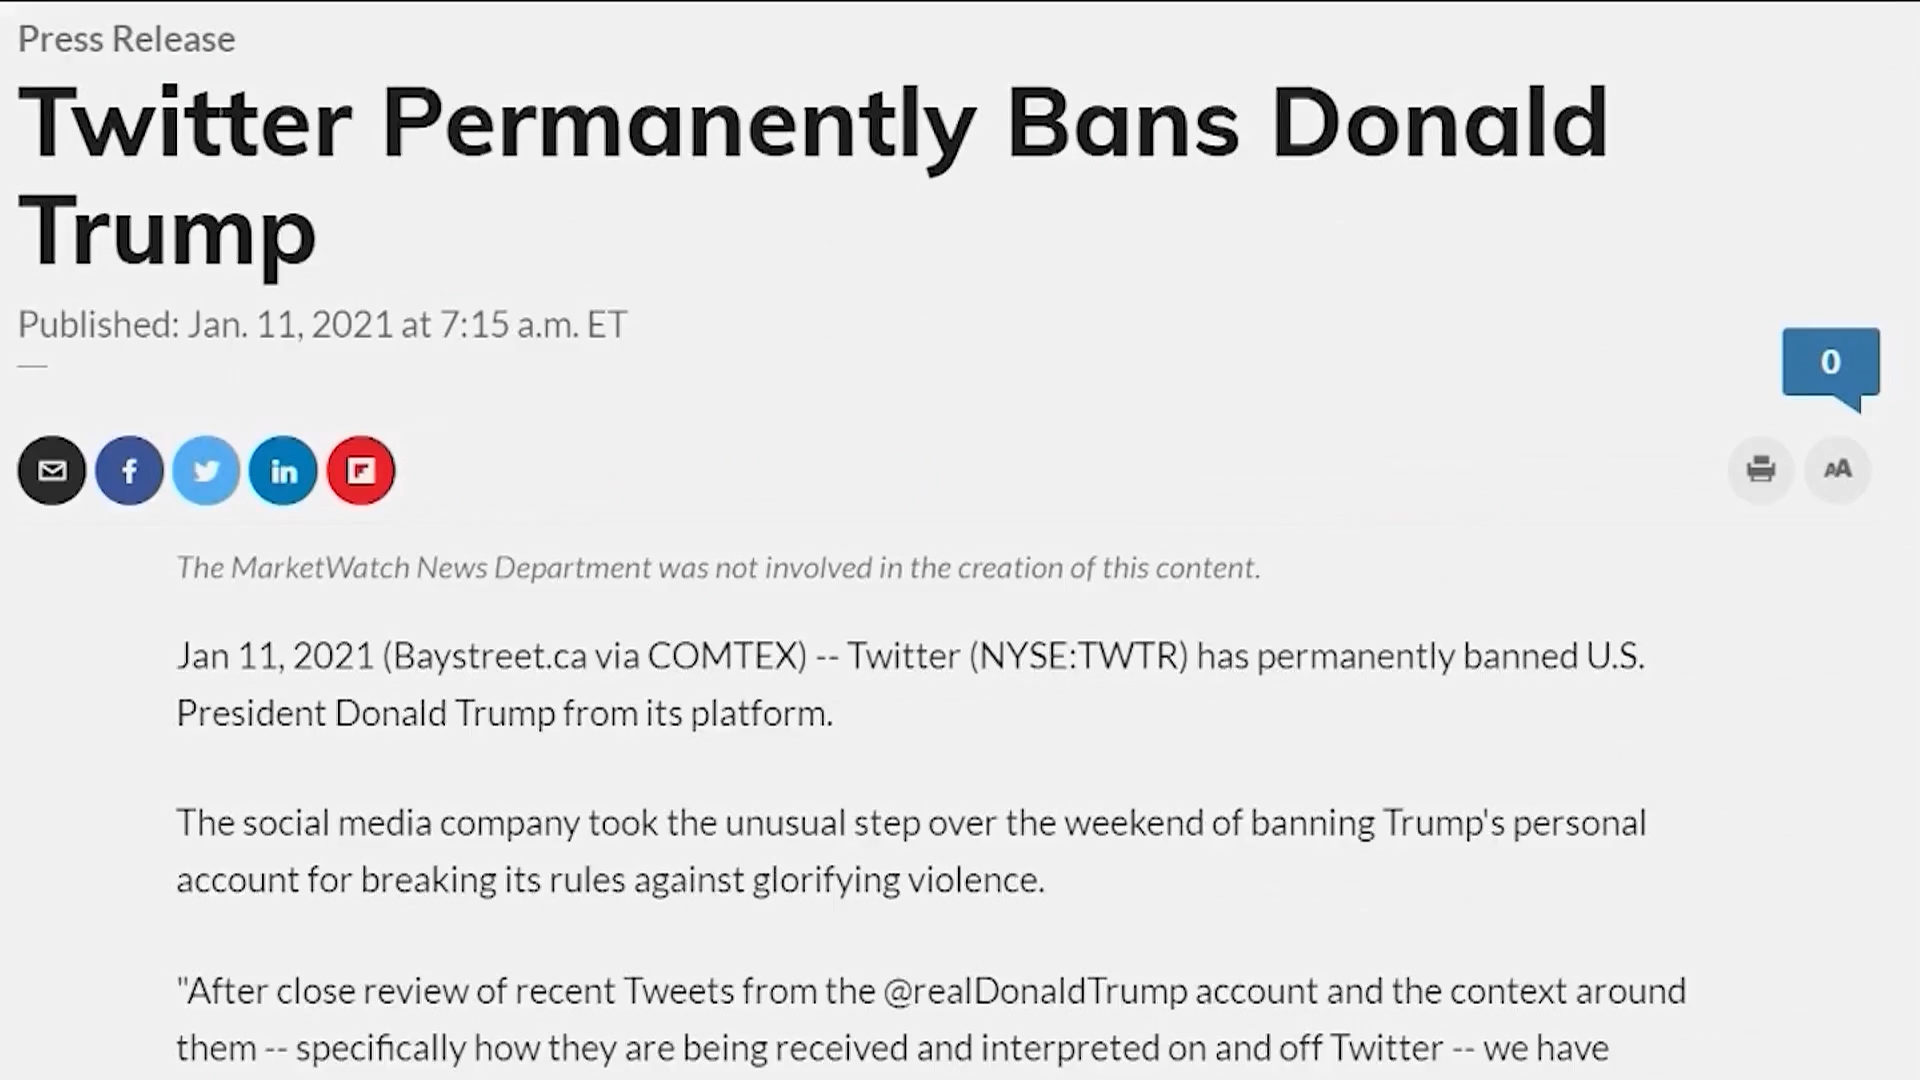 Press Release
Twitter Permanently Bans Donald
Trump
Published: Jan. 11, 2021 at 7:15 a.m. ET
0
f
in
AA
The MarketWatch News Department was not involved in the creation of this content.
Jan 11, 2021 (Baystreet.ca via COMTEX) -- Twitter (NYSE:TWTR) has permanently banned U.S.
President Donald Trump from its platform.
The social media company took the unusual step over the weekend of banning Trump's personal
account for breaking its rules against glorifying violence.
"After close review of recent Tweets from the @realDonaldTrump account and the context around
them -- specifically how they are being received and interpreted on and off Twitter -- we have